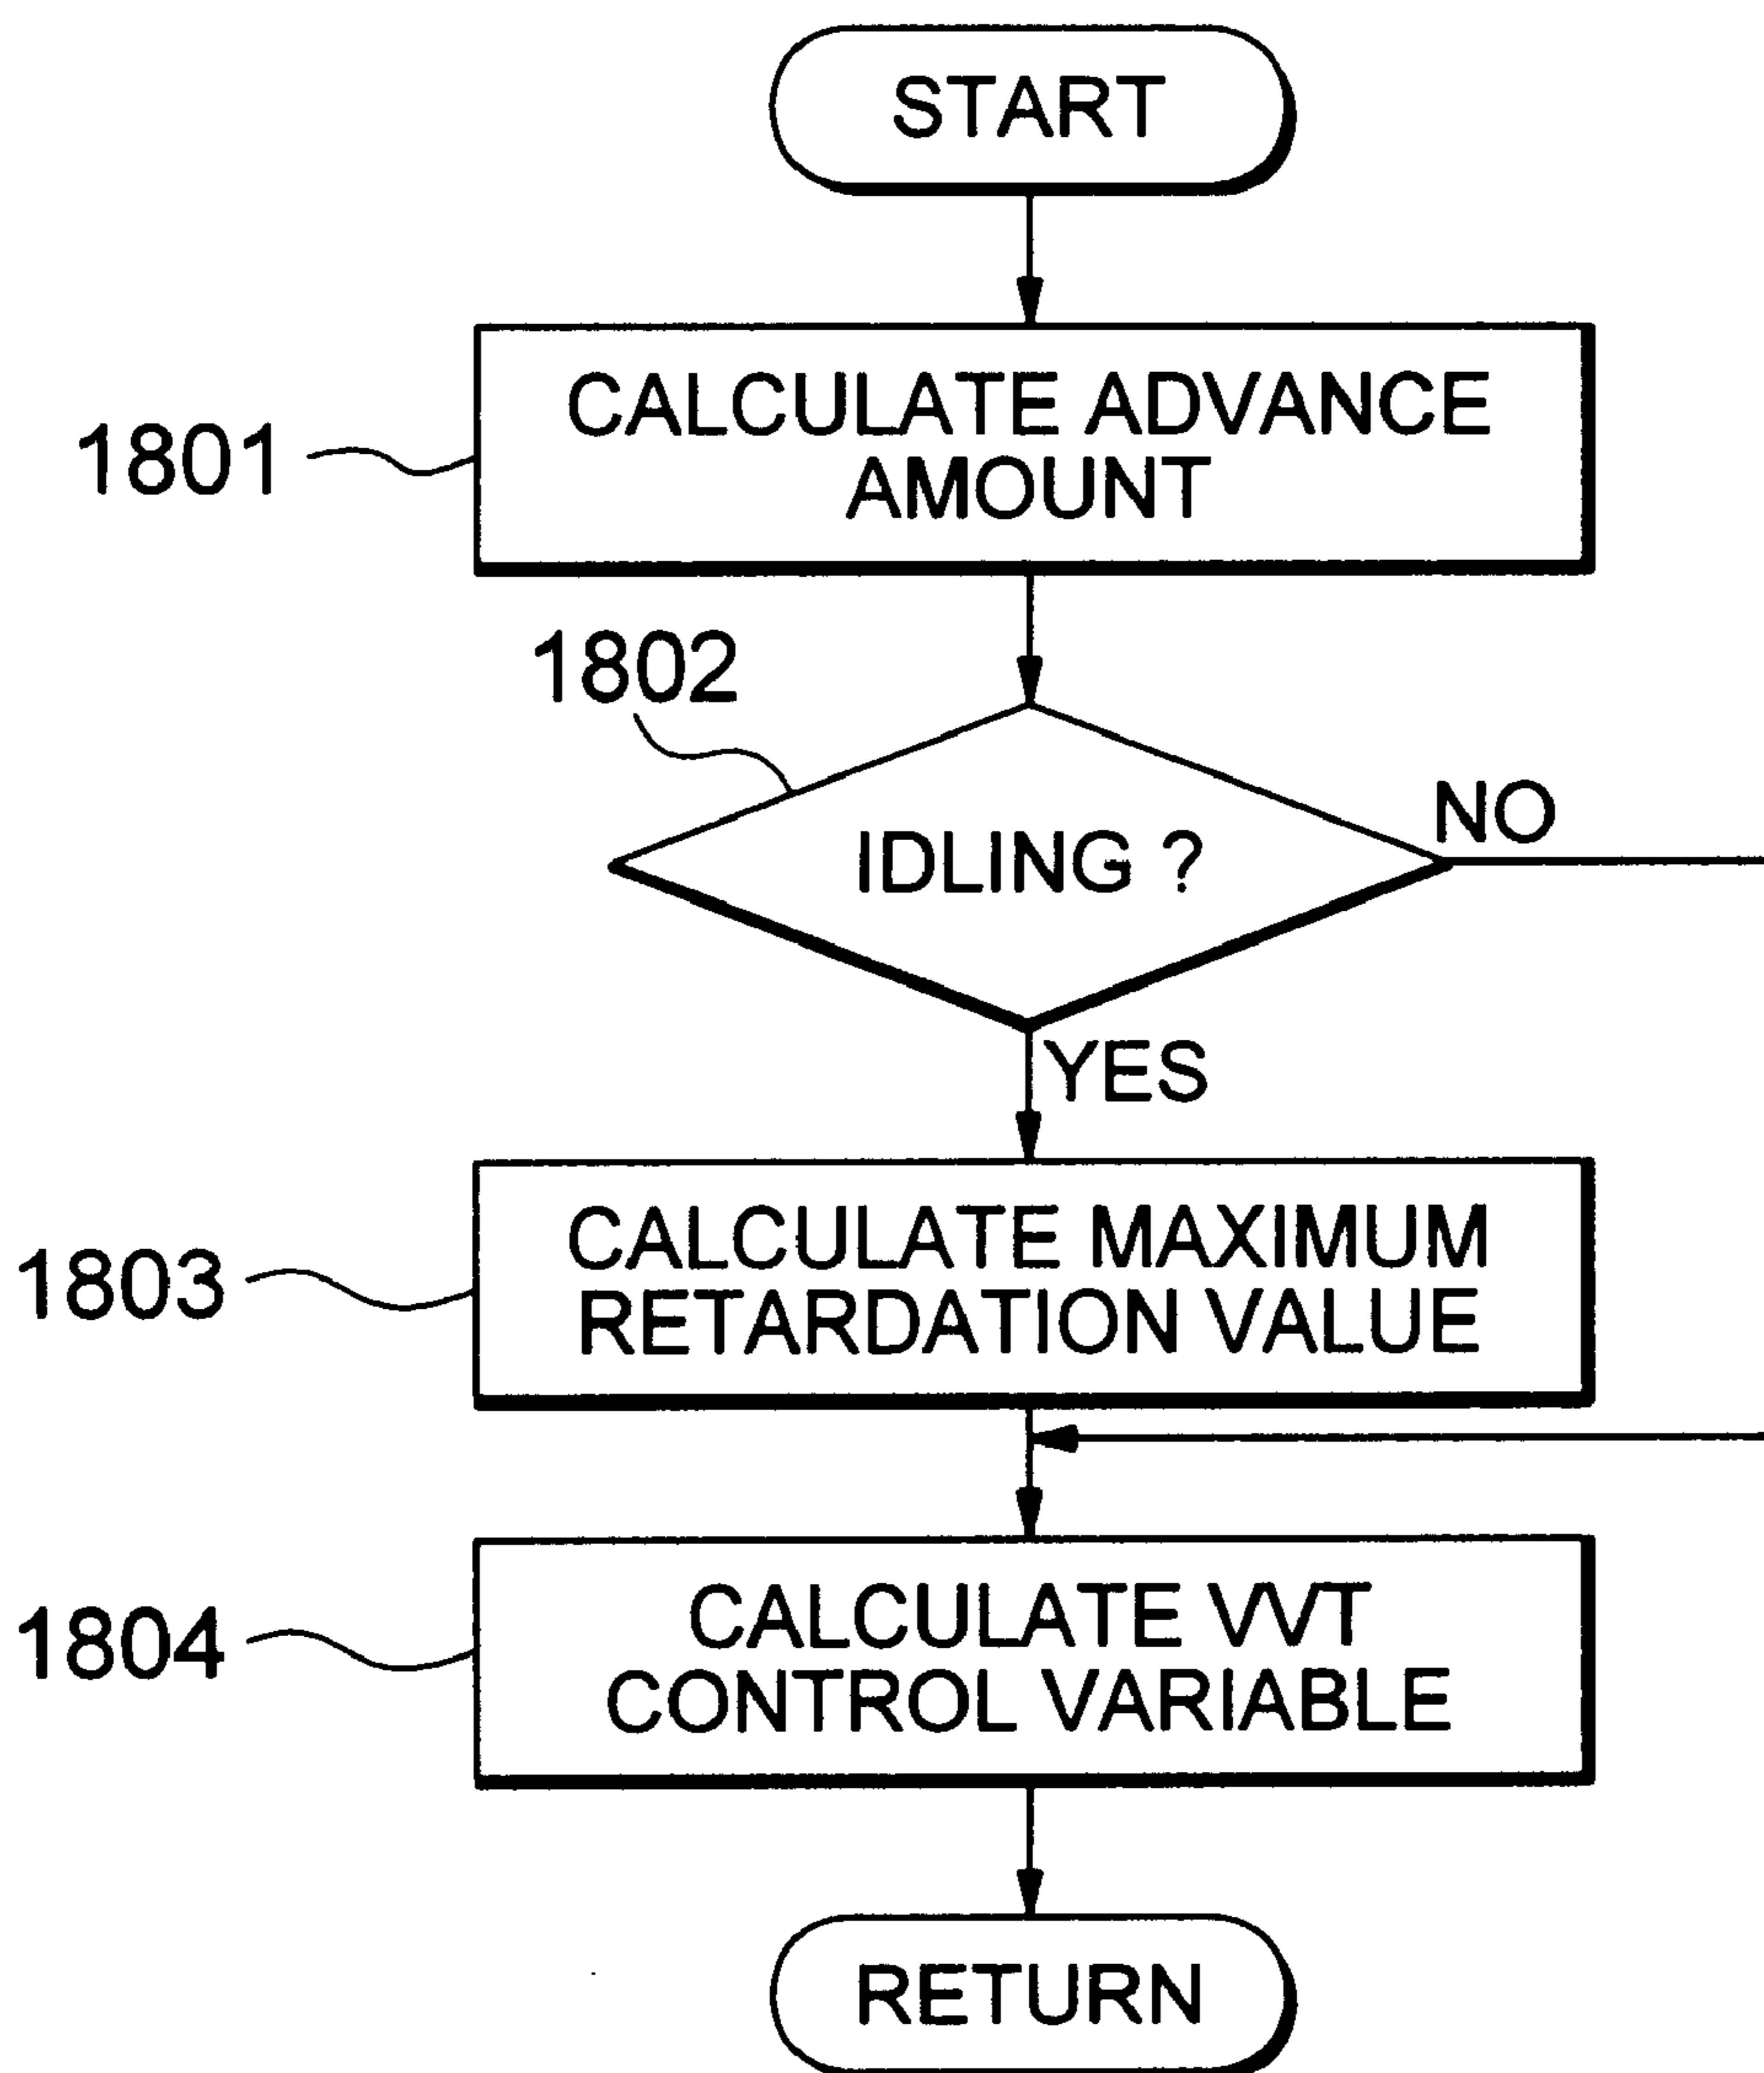 START
CALCULATE ADVANCE
AMOUNT
1801
1802
IDLING ?
NO
YES
CALCULATE MAXIMUM
RETARDATION VALUE
1803
CALCULATE VVT
CONTROL VARIABLE
1804
RETURN